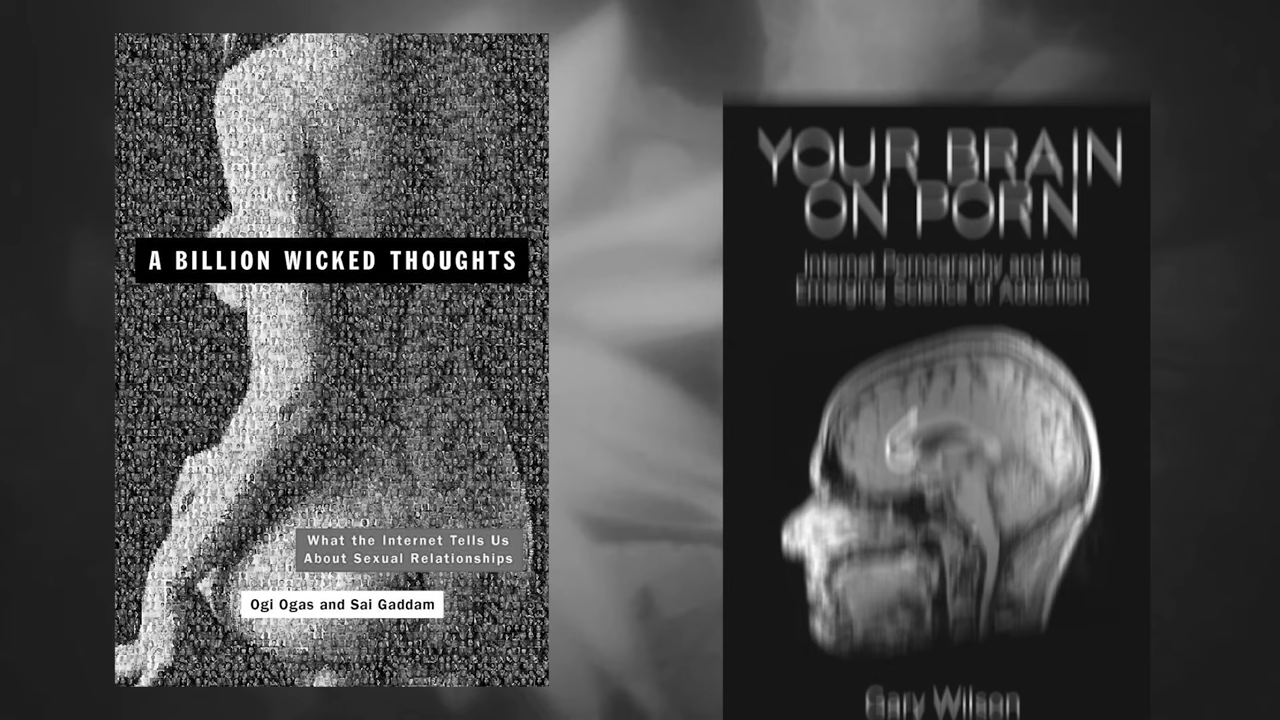 A BILLION WICKED THOUGHTS
What the Internet Tells Us
About Sexual Relationships
Ogi Ogas and Sai Gaddam
YOUR BRAIN
ON PORN
Internet Pornography and the
Emerging Science of Addiction
Gary Wilson